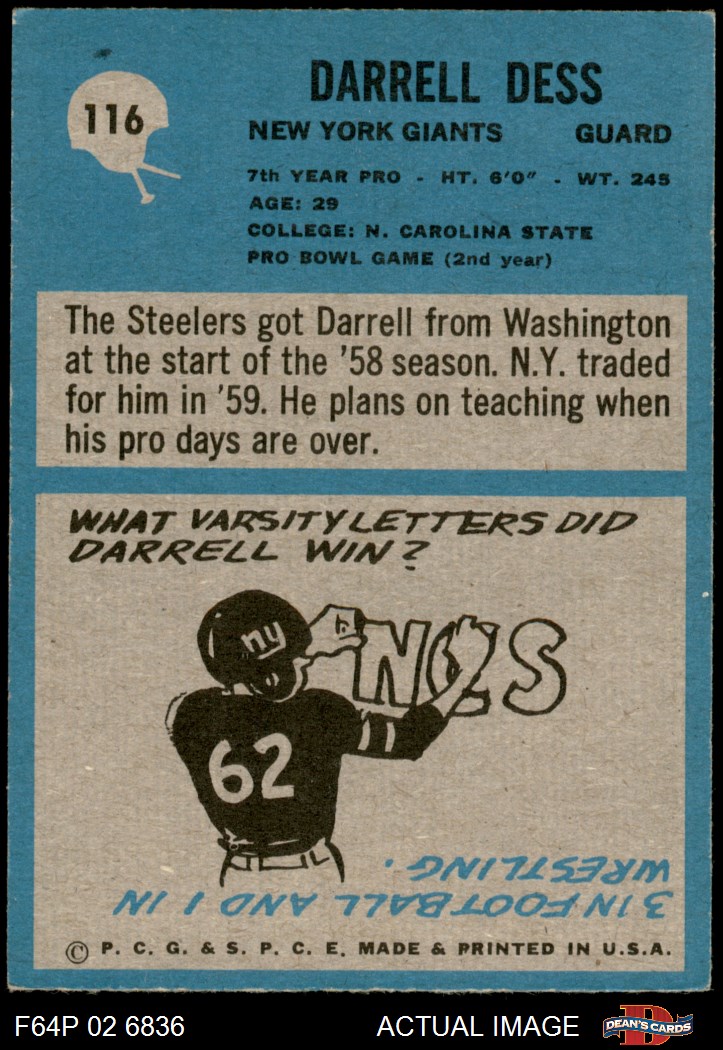 116
DARRELL DESS
NEW YORK GIANTS GUARD
7th YEAR PRO - HT. 6'0" - WT. 245
AGE: 29
COLLEGE: N. CAROLINA STATE
PRO BOWL GAME (2nd year)
The Steelers got Darrell from Washington
at the start of the '58 season. N.Y. traded
for him in '59. He plans on teaching when
his pro days are over.
WHAT VARSITY LETTERS DID
DARRELL WIN?
ny
NCS
62
3 IN FOOTBALL AND 1 IN
WRESTLING.
© P. C. G. & S. P. C. E. MADE & PRINTED IN U.S.A.
F64P 02 6836 ACTUAL IMAGE
D
DEAN'S CARDS